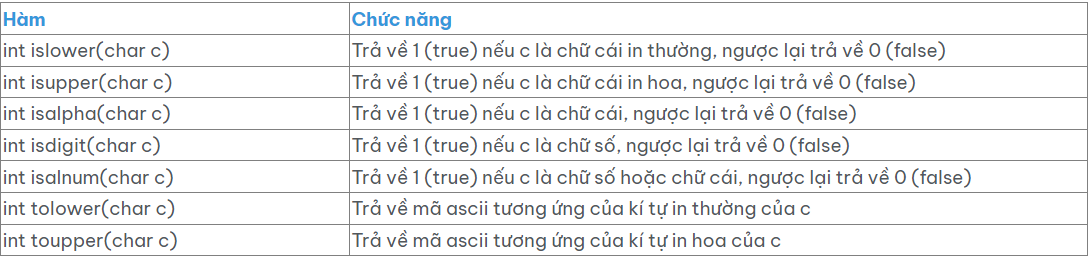 Hàm Chức năng
int islower(char c) Trả về 1 (true) nếu c là chữ cái in thường, ngược lại trả về 0 (false)
int isupper(char c) Trả về 1 (true) nếu c là chữ cái in hoa, ngược lại trả về 0 (false)
int isalpha(char c) Trả về 1 (true) nếu c là chữ cái, ngược lại trả về 0 (false)
int isdigit(char c) Trả về 1 (true) nếu c là chữ số, ngược lại trả về 0 (false)
int isalnum(char c) Trả về 1 (true) nếu c là chữ số hoặc chữ cái, ngược lại trả về 0 (false)
int tolower(char c) Trả về mã ascii tương ứng của kí tự in thường của c
int toupper(char c) Trả về mã ascii tương ứng của kí tự in hoa của c